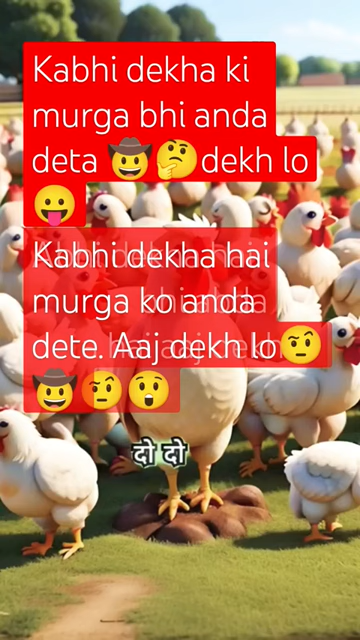 Kabhi dekha ki
murga bhi anda
deta 🤠🤔dekh lo
😛
Kabhi dekha hai
murga ko anda
dete. Aaj dekh lo🤨
🤠🤨😲
दो दो